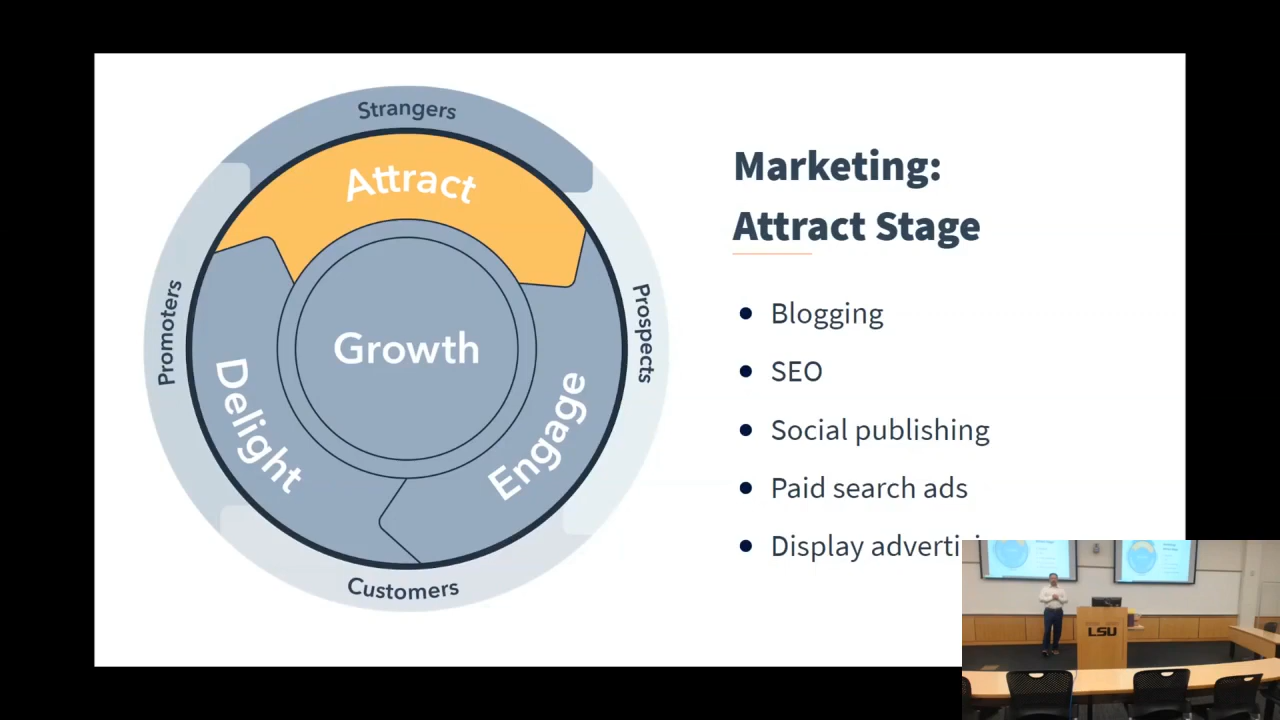 Strangers
Attract
Promoters
Prospects
Growth
Delight
Engage
Customers
Marketing:
Attract Stage
Blogging
SEO
Social publishing
Paid search ads
Display
LSU